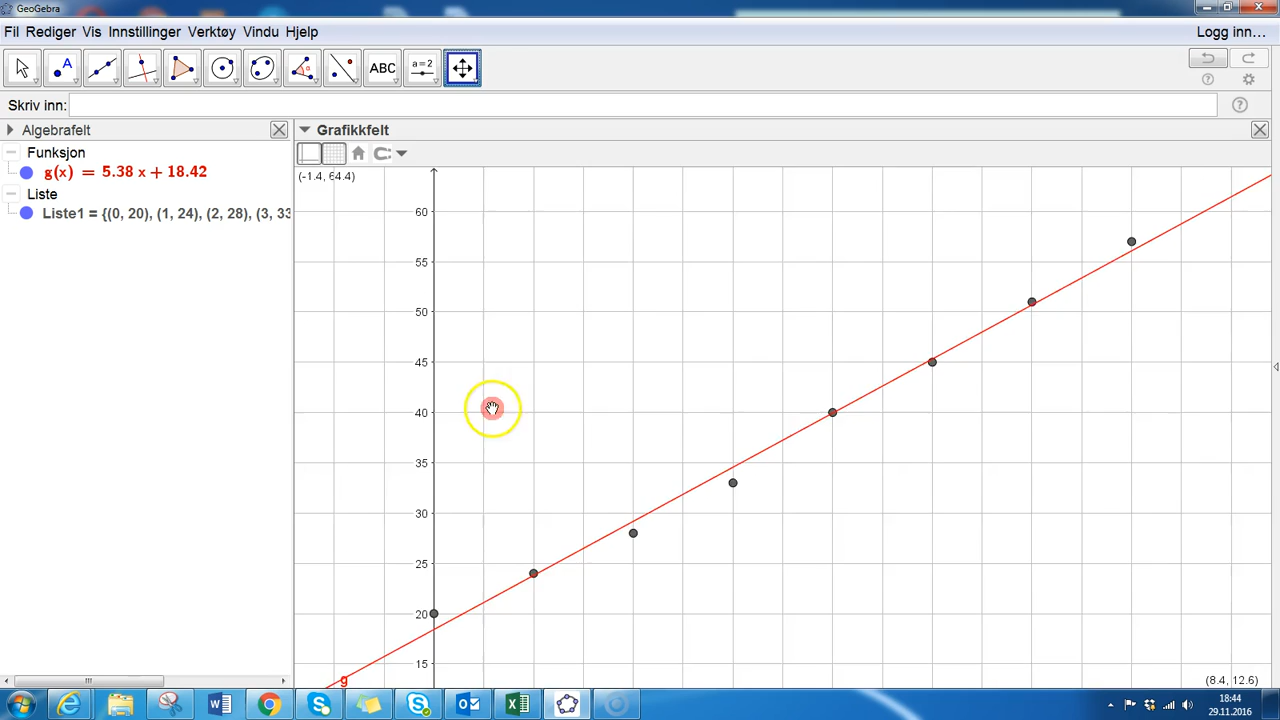 GeoGebra
Fil Rediger Vis Innstillinger Verktøy Vindu Hjelp
Logg inn...
A
ABC
a=2
Skriv inn:
Algebrafelt
Grafikkfelt
Funksjon
g(x) = 5.38 x + 18.42
Liste
Liste1 = {(0, 20), (1, 24), (2, 28), (3, 33
(-1.4, 64.4)
60
55
50
45
40
35
30
25
20
15
g
(8.4, 12.6)
18:44
29.11.2016